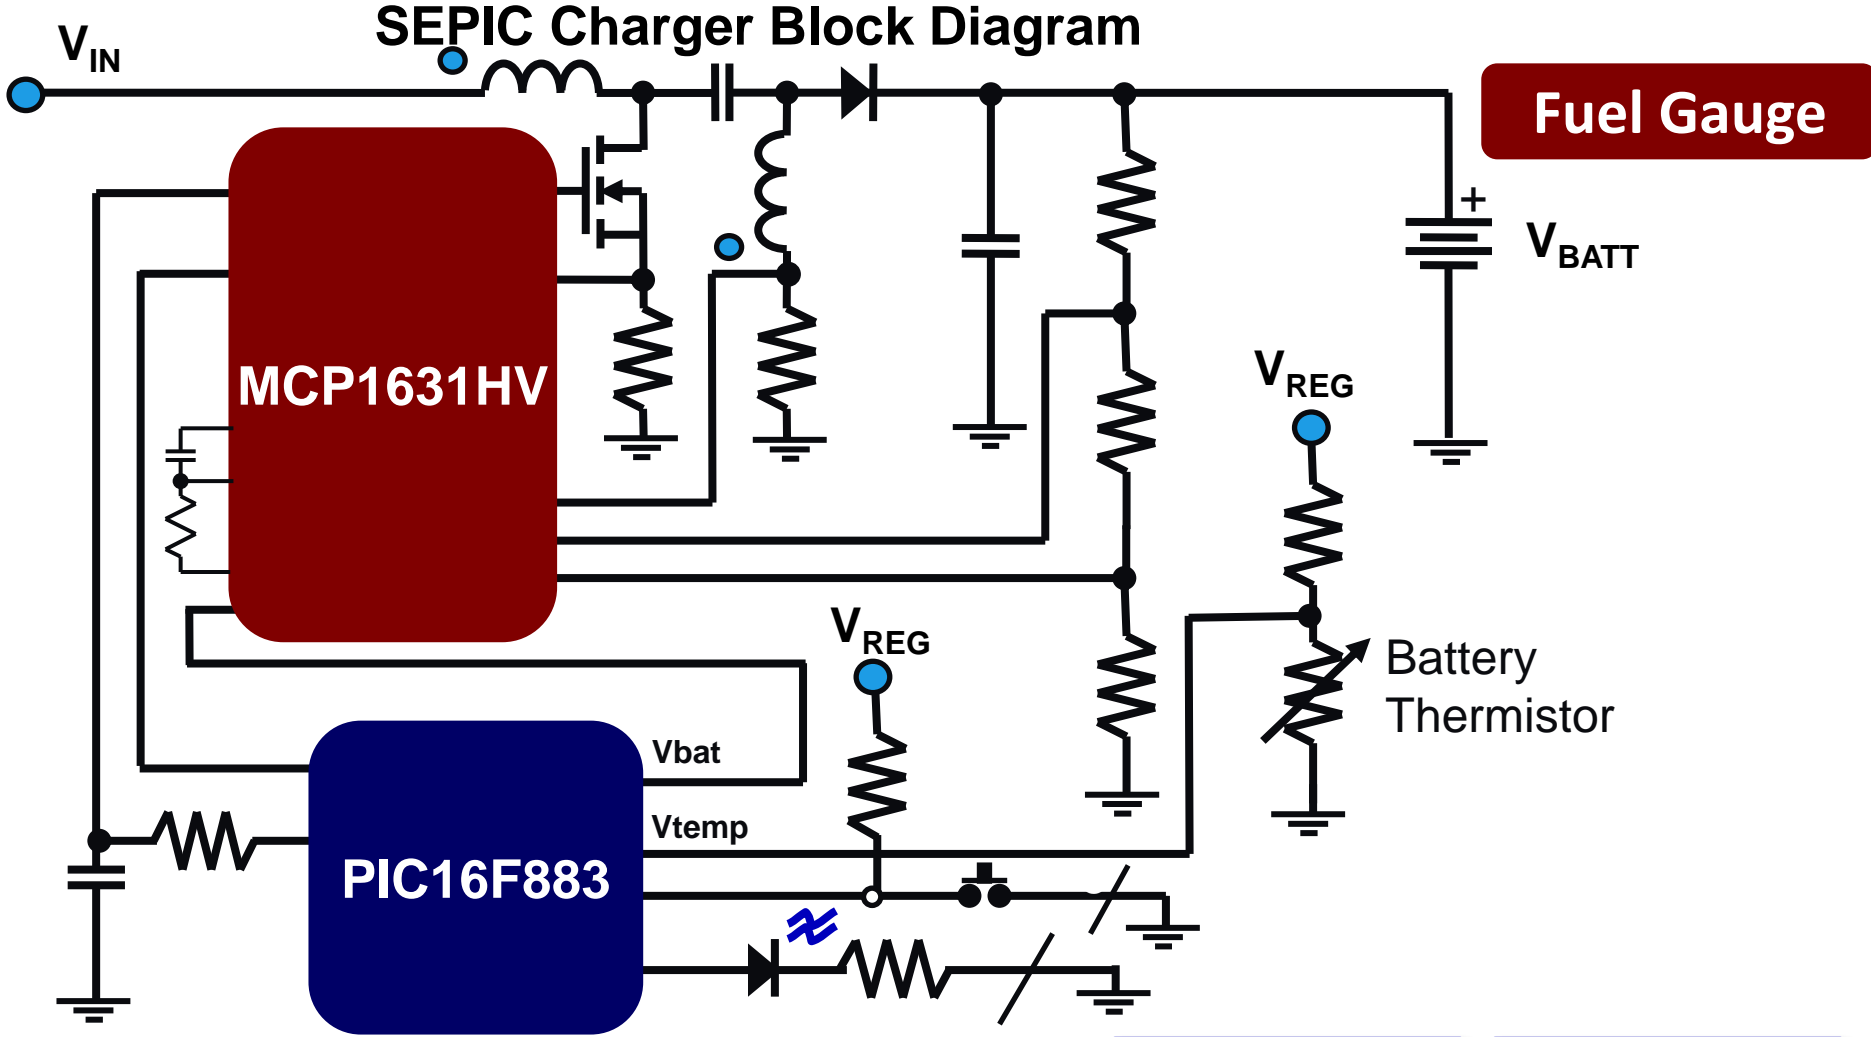 SEPIC Charger Block Diagram
VIN
Fuel Gauge
+
VBATT
MCP1631HV
VREG
VREG
Battery
Thermistor
Vbat
Vtemp
PIC16F883